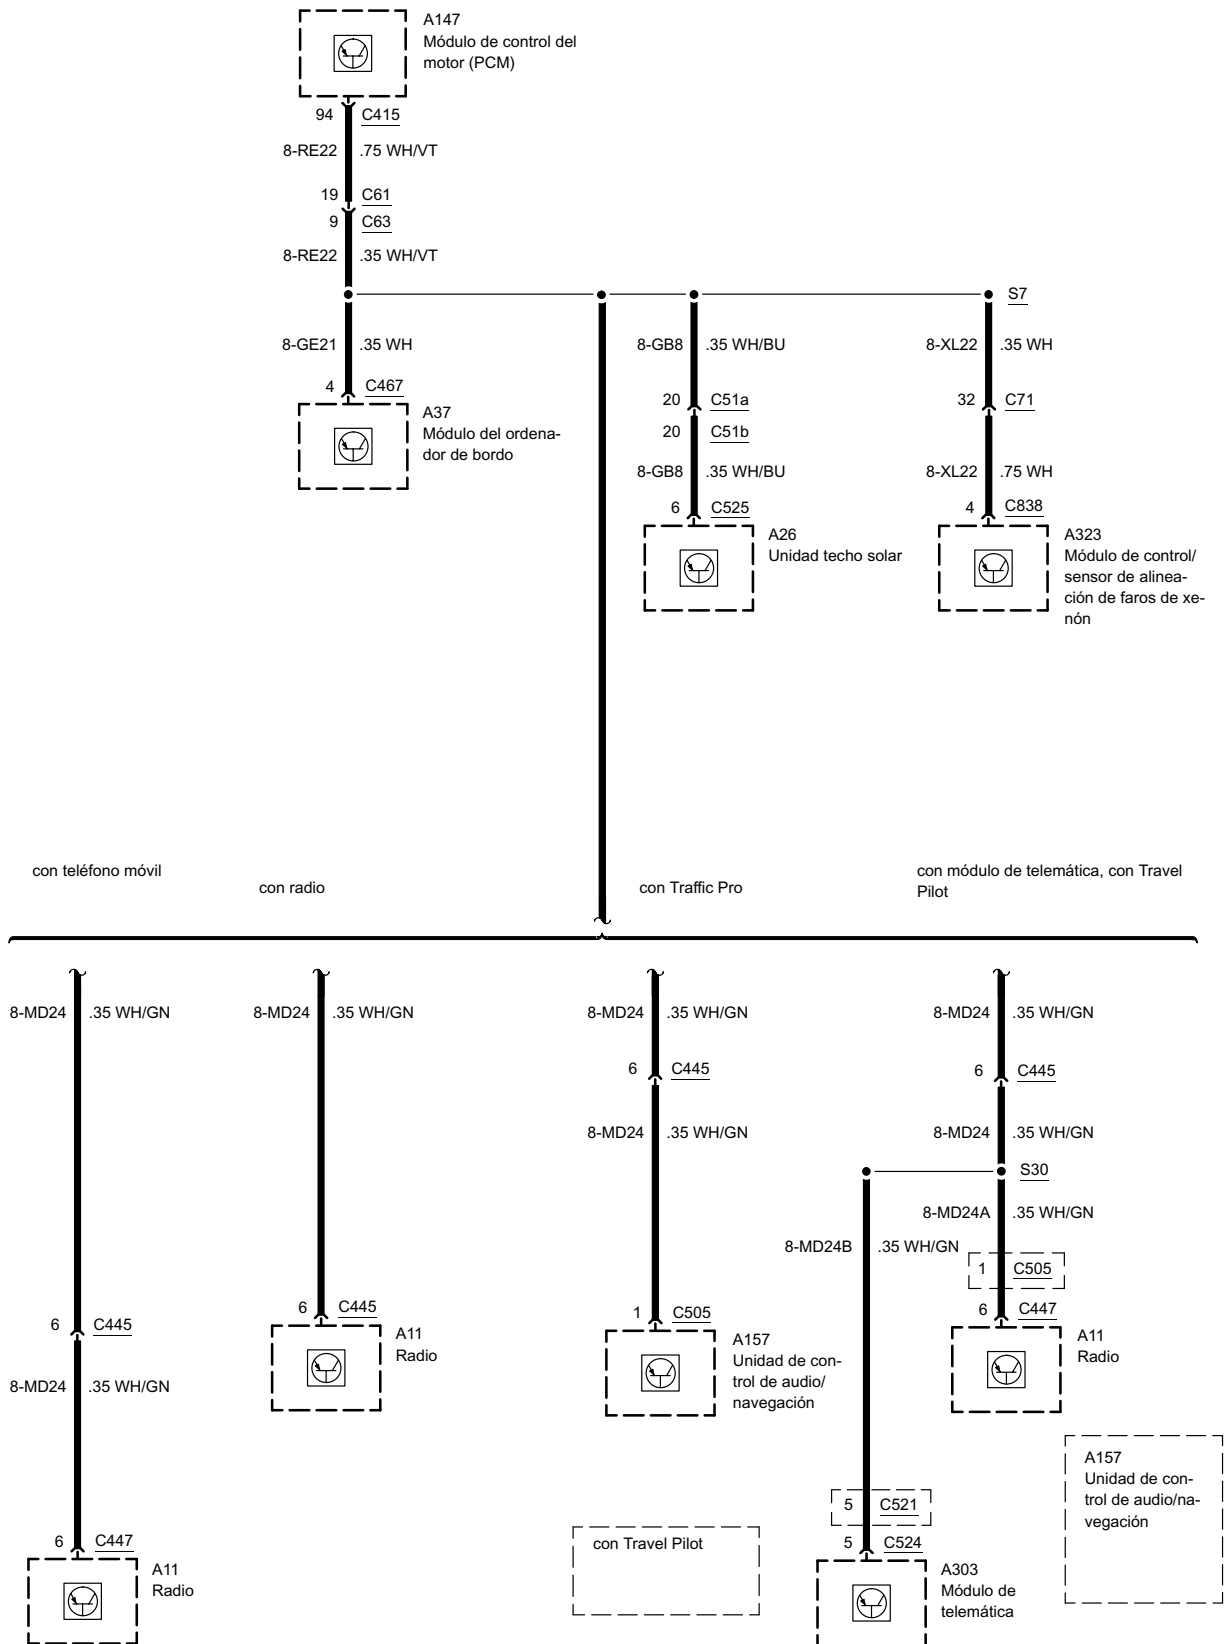 A147
Módulo de control del
motor (PCM)
94 C415
8-RE22 .75 WH/VT
19 C61
9 C63
8-RE22 .35 WH/VT
S7
8-GE21 .35 WH
8-GB8 .35 WH/BU
8-XL22 .35 WH
4 C467
20 C51a
32 C71
A37
Módulo del ordena-
dor de bordo
20 C51b
8-GB8 .35 WH/BU
8-XL22 .75 WH
6 C525
4 C838
A26
Unidad techo solar
A323
Módulo de control/
sensor de alinea-
ción de faros de xe-
nón
con teléfono móvil
con radio
con Traffic Pro
con módulo de telemática, con Travel
Pilot
8-MD24 .35 WH/GN
8-MD24 .35 WH/GN
8-MD24 .35 WH/GN
8-MD24 .35 WH/GN
6 C445
6 C445
8-MD24 .35 WH/GN
8-MD24 .35 WH/GN
S30
8-MD24A .35 WH/GN
8-MD24B .35 WH/GN
1 C505
6 C445
6 C445
1 C505
6 C447
A11
Radio
A157
Unidad de con-
trol de audio/
navegación
A11
Radio
8-MD24 .35 WH/GN
A157
Unidad de con-
trol de audio/na-
vegación
5 C521
6 C447
con Travel Pilot
5 C524
A11
Radio
A303
Módulo de
telemática